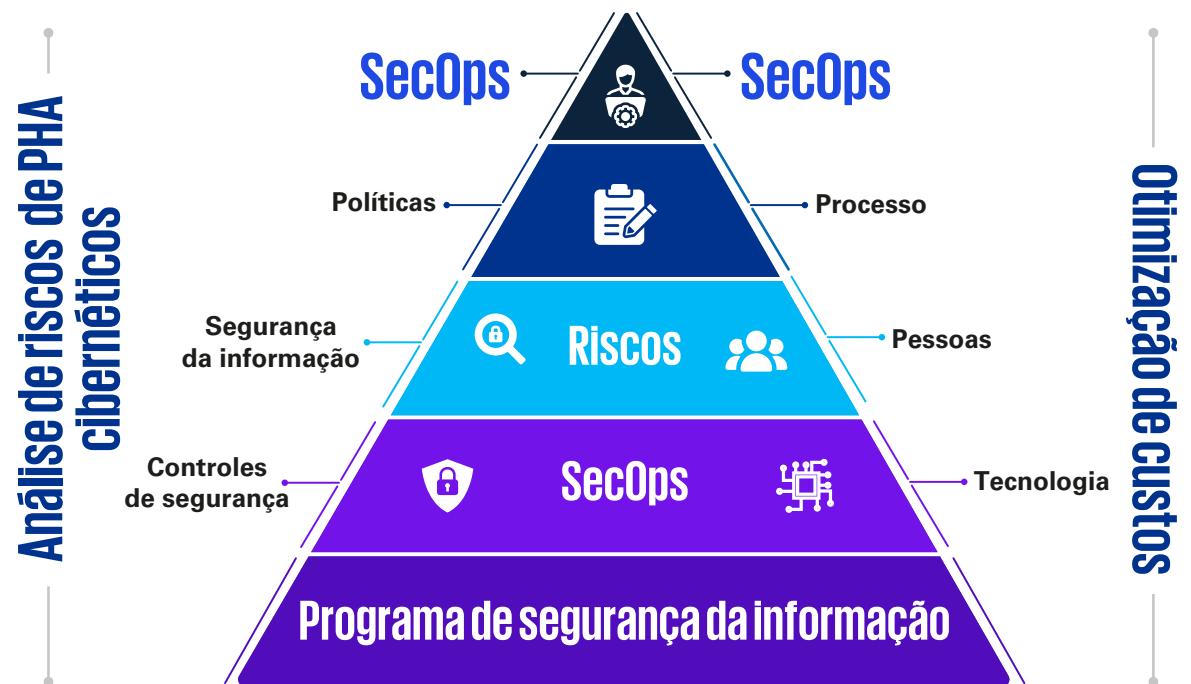 Análise de riscos de PHA
cibernéticos
SecOps
SecOps
Políticas
Processo
Segurança
da informação
Riscos
Pessoas
Controles
de segurança
SecOps
Tecnologia
Programa de segurança da informação
Otimização de custos